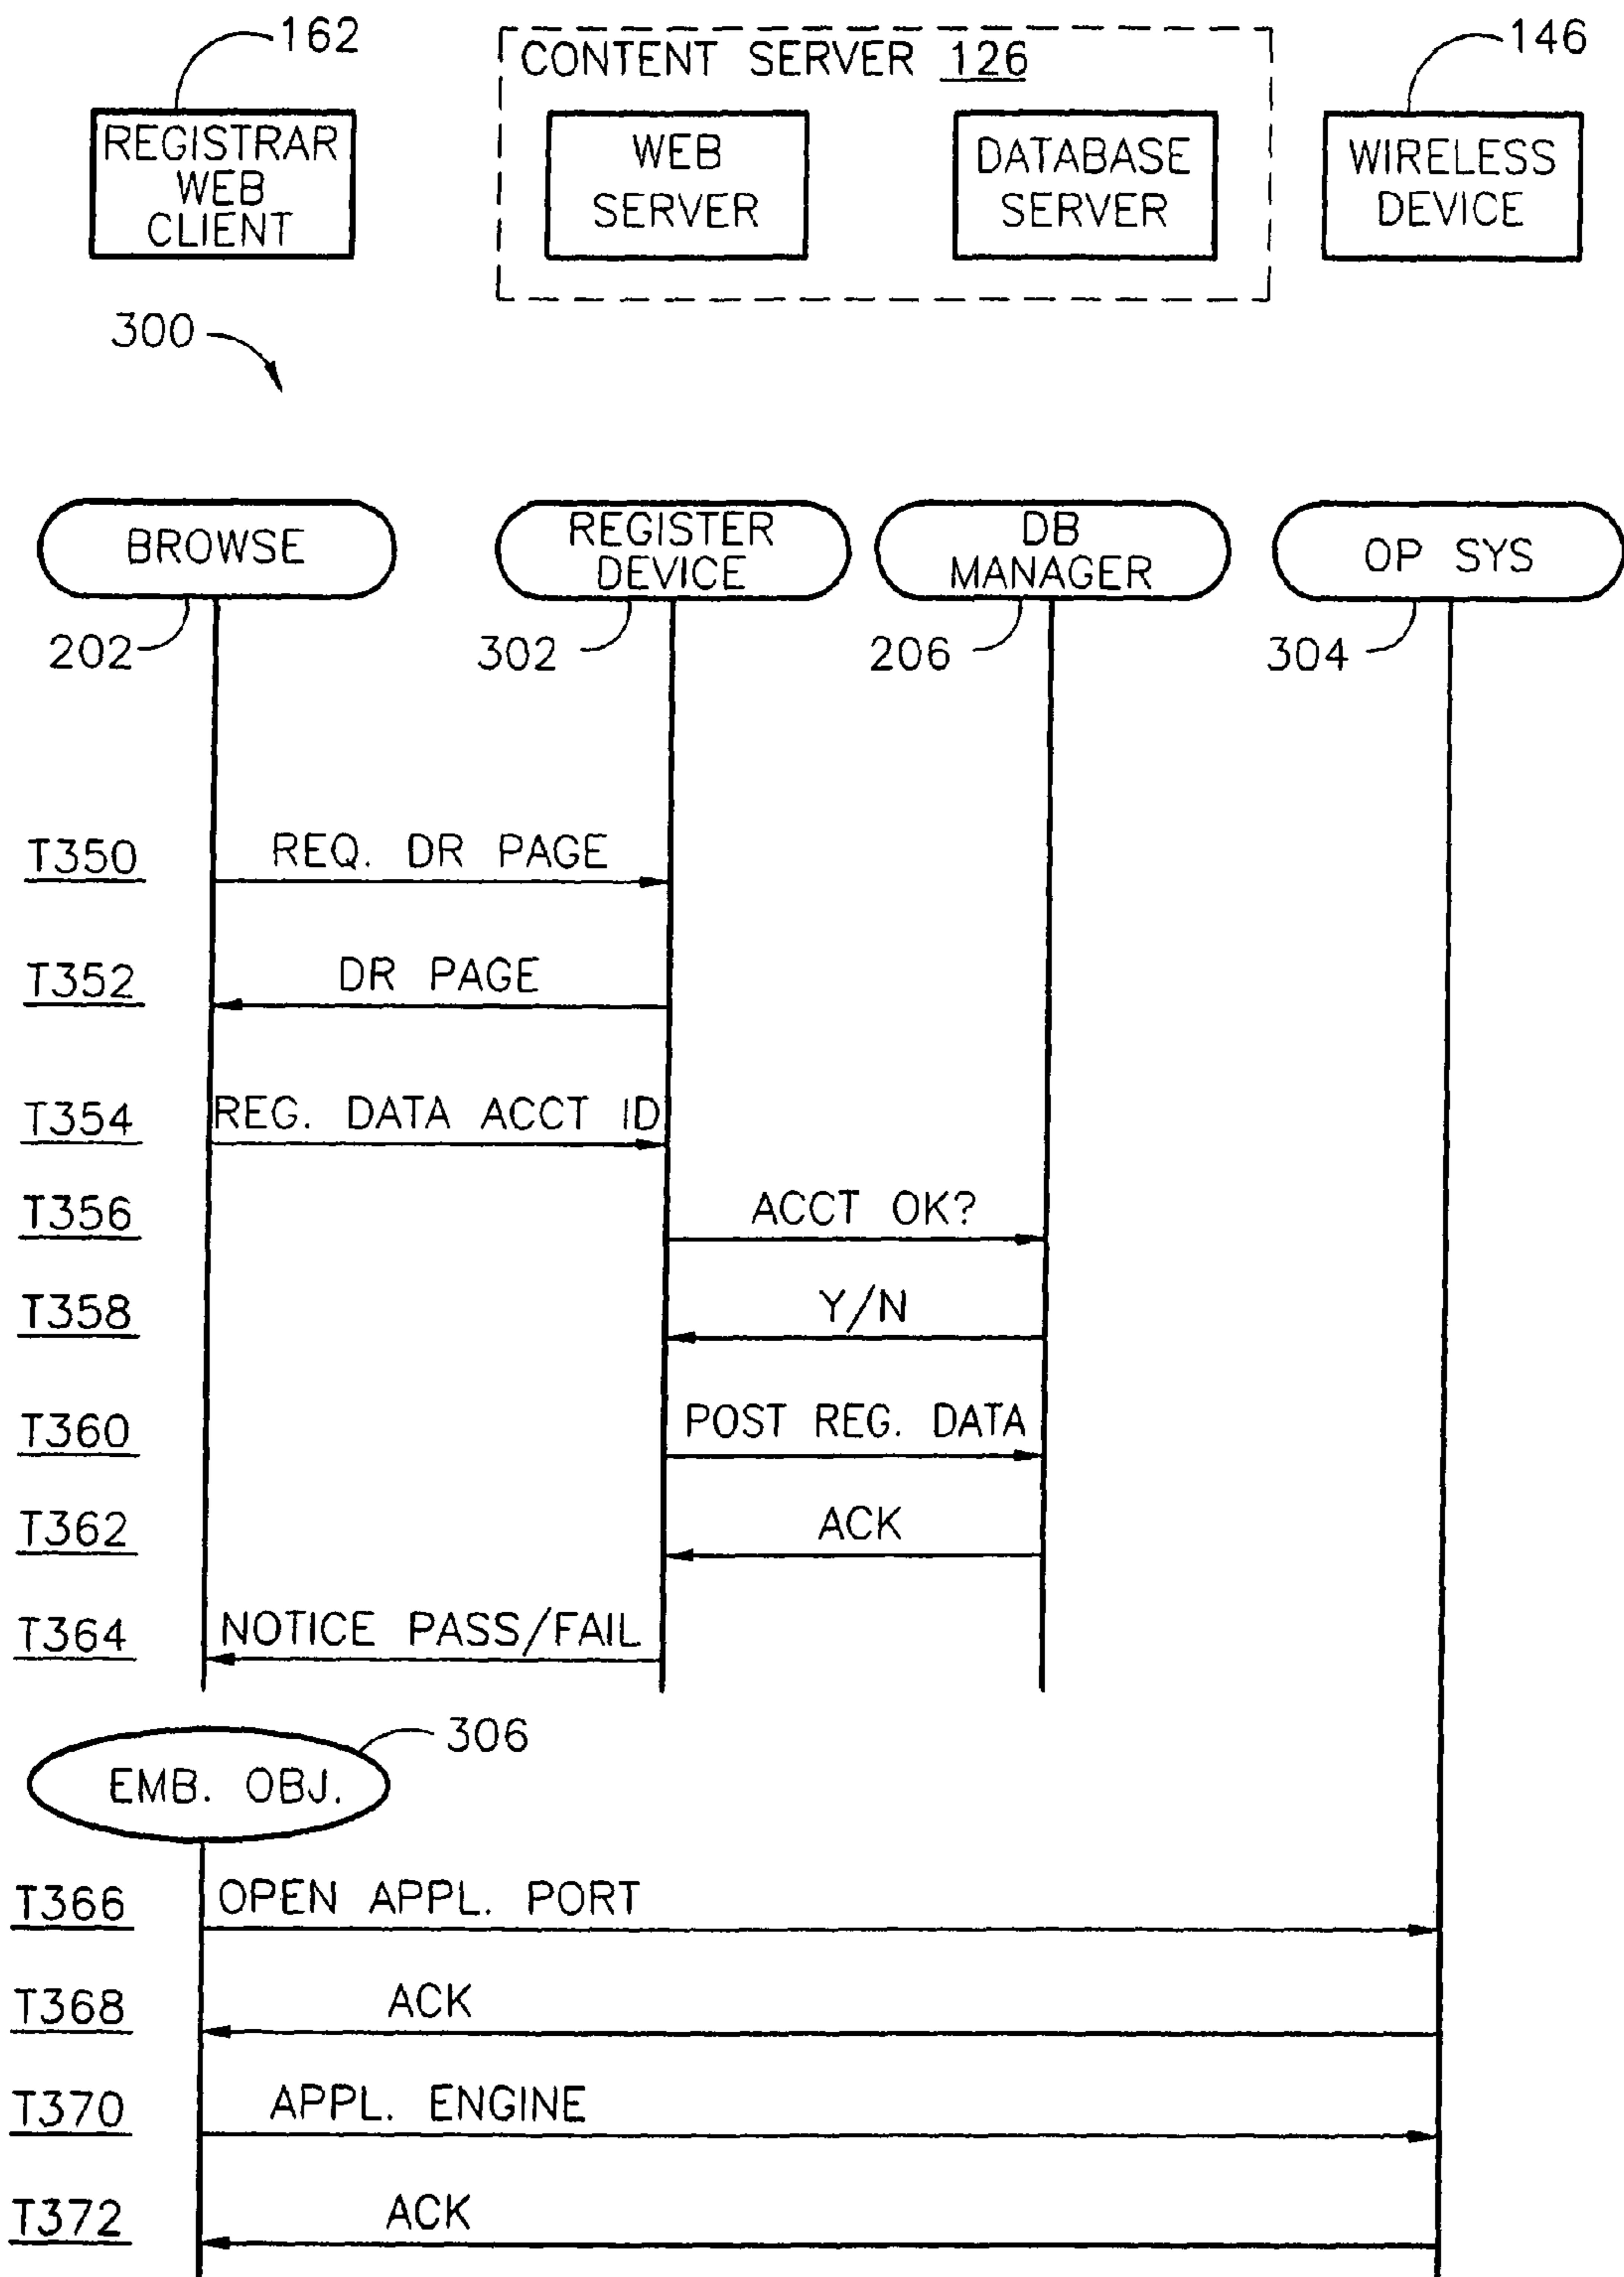 162
CONTENT SERVER 126
146
REGISTRAR
WEB
CLIENT
WEB
SERVER
DATABASE
SERVER
WIRELESS
DEVICE
300
BROWSE
REGISTER
DEVICE
DB
MANAGER
OP SYS
202
302
206
304
T350
REQ. DR PAGE
T352
DR PAGE
T354
REG. DATA ACCT ID
T356
ACCT OK?
T358
Y/N
T360
POST REG. DATA
T362
ACK
T364
NOTICE PASS/FAIL
306
EMB. OBJ.
T366
OPEN APPL. PORT
T368
ACK
T370
APPL. ENGINE
T372
ACK